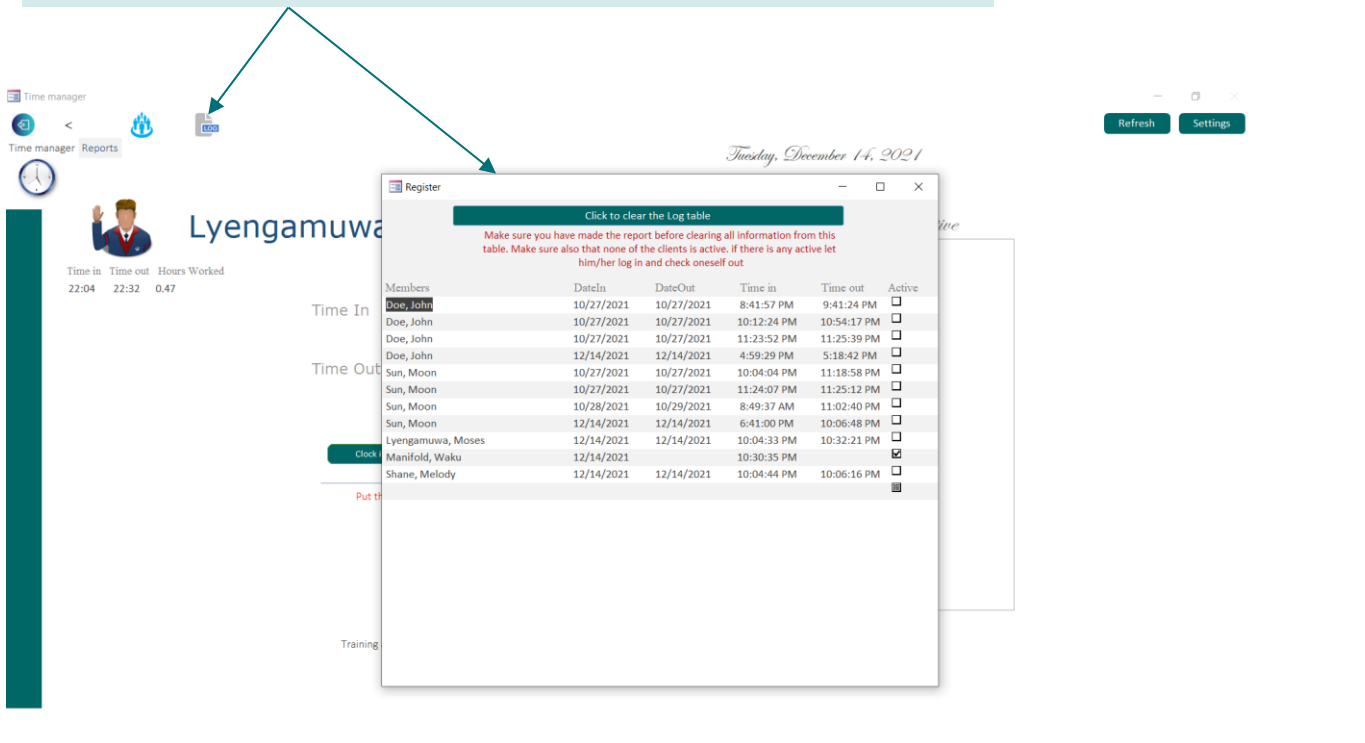 Time manager
<
LOG
Refresh Settings
Time manager Reports
Tuesday, December 14, 2021
Register
Click to clear the Log table
Make sure you have made the report before clearing all information from this
table. Make sure also that none of the clients is active. if there is any active let
him/her log in and check oneself out
Lyengamuwa
Time in Time out Hours Worked
22:04 22:32 0.47
Time In
Time Out
Clock i
Put th
Training
Members DateIn DateOut Time in Time out Active
Doe, John 10/27/2021 10/27/2021 8:41:57 PM 9:41:24 PM
Doe, John 10/27/2021 10/27/2021 10:12:24 PM 10:54:17 PM
Doe, John 10/27/2021 10/27/2021 11:23:52 PM 11:25:39 PM
Doe, John 12/14/2021 12/14/2021 4:59:29 PM 5:18:42 PM
Sun, Moon 10/27/2021 10/27/2021 10:04:04 PM 11:18:58 PM
Sun, Moon 10/27/2021 10/27/2021 11:24:07 PM 11:25:12 PM
Sun, Moon 10/28/2021 10/29/2021 8:49:37 AM 11:02:40 PM
Sun, Moon 12/14/2021 12/14/2021 6:41:00 PM 10:06:48 PM
Lyengamuwa, Moses 12/14/2021 12/14/2021 10:04:33 PM 10:32:21 PM
Manifold, Waku 12/14/2021 10:30:35 PM
Shane, Melody 12/14/2021 12/14/2021 10:04:44 PM 10:06:16 PM